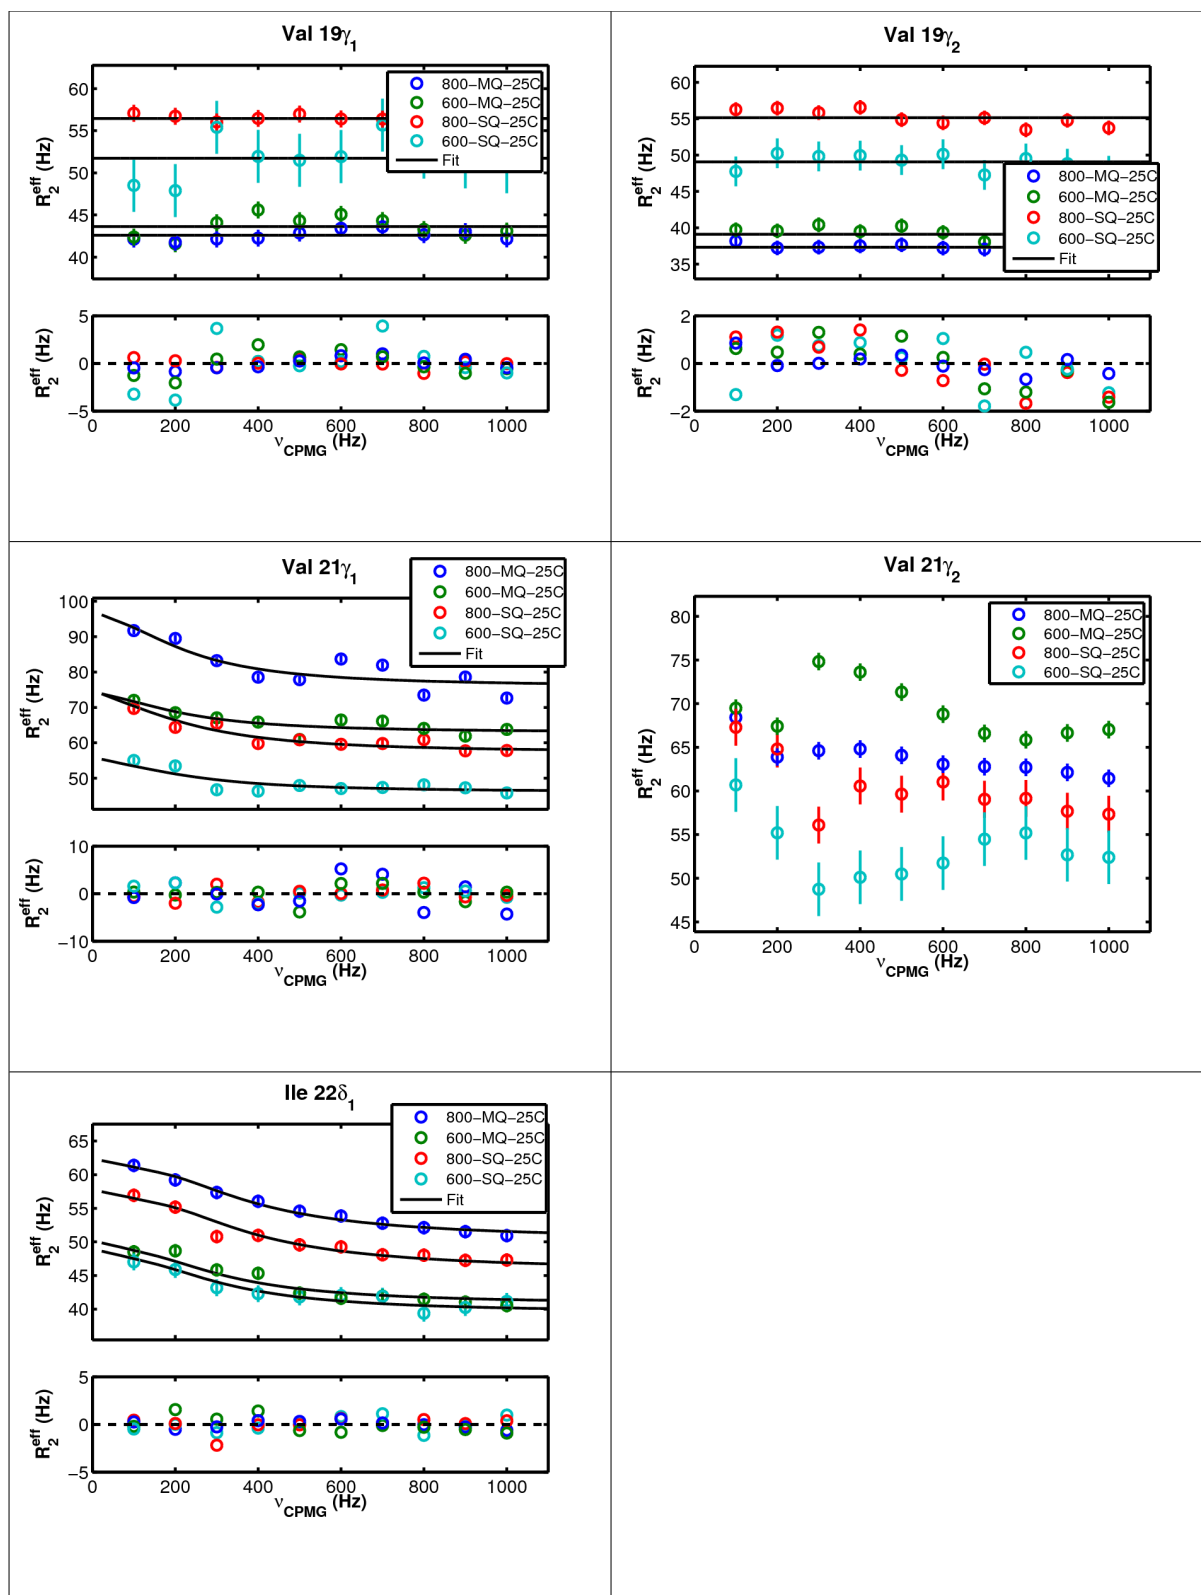 Val 19γ1
800-MQ-25C
600-MQ-25C
800-SQ-25C
600-SQ-25C
Fit
R2eff (Hz)
60
55
50
45
40
R2eff (Hz)
5
0
-5
0 200 400 600 800 1000
νCPMG (Hz)
Val 19γ2
800-MQ-25C
600-MQ-25C
800-SQ-25C
600-SQ-25C
Fit
R2eff (Hz)
60
55
50
45
40
35
R2eff (Hz)
2
0
-2
0 200 400 600 800 1000
νCPMG (Hz)
Val 21γ1
800-MQ-25C
600-MQ-25C
800-SQ-25C
600-SQ-25C
Fit
R2eff (Hz)
100
90
80
70
60
50
R2eff (Hz)
10
0
-10
0 200 400 600 800 1000
νCPMG (Hz)
Val 21γ2
800-MQ-25C
600-MQ-25C
800-SQ-25C
600-SQ-25C
R2eff (Hz)
80
75
70
65
60
55
50
45
0 200 400 600 800 1000
νCPMG (Hz)
Ile 22δ1
800-MQ-25C
600-MQ-25C
800-SQ-25C
600-SQ-25C
Fit
R2eff (Hz)
65
60
55
50
45
40
R2eff (Hz)
5
0
-5
0 200 400 600 800 1000
νCPMG (Hz)